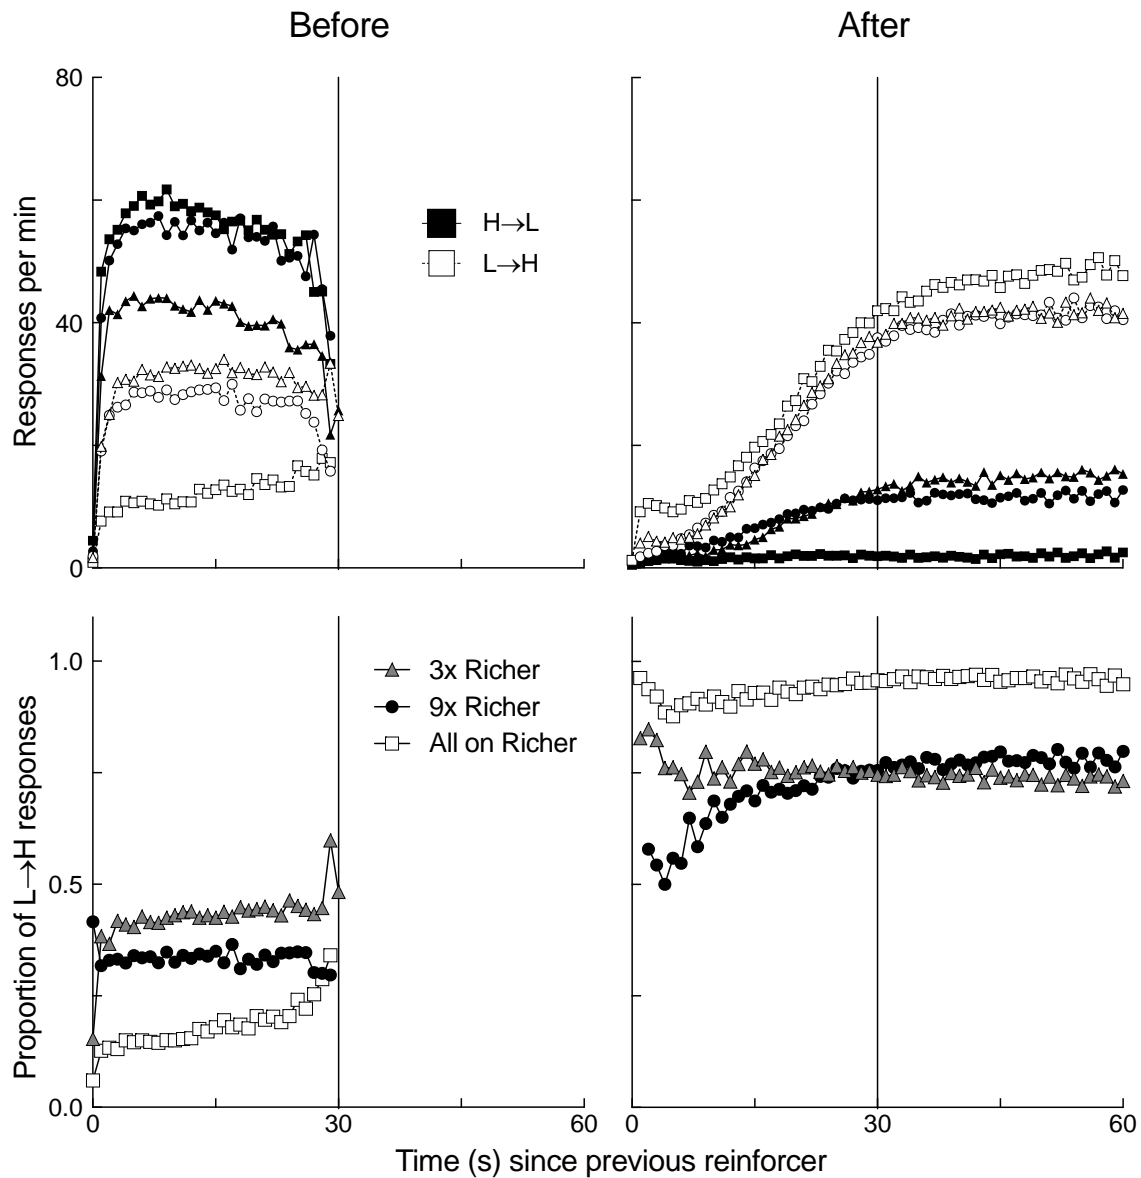 Before
After
80
40
0
Responses per min
H→L
L→H
1.0
0.5
0.0
Proportion of L→H responses
3x Richer
9x Richer
All on Richer
0
30
60
0
30
60
Time (s) since previous reinforcer